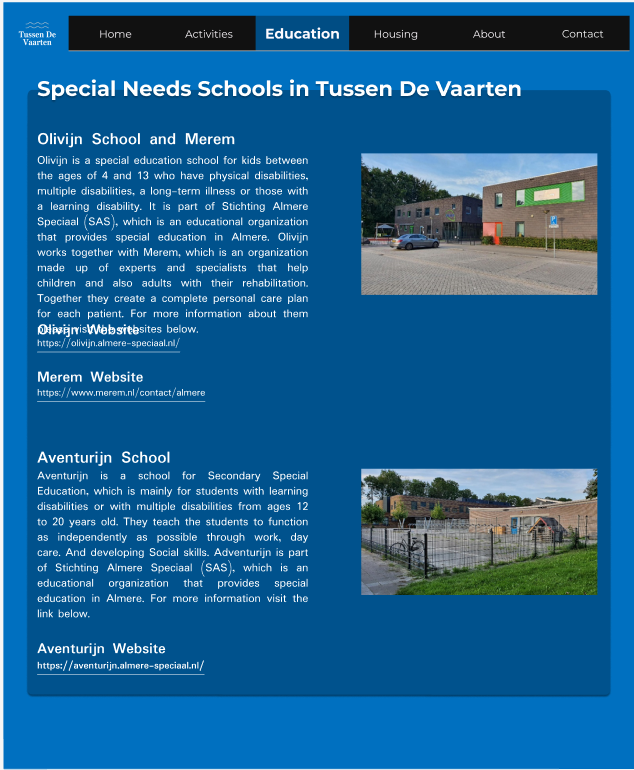 Tussen De
Vaarten
Home
Activities
Education
Housing
About
Contact
Special Needs Schools in Tussen De Vaarten
Olivijn School and Merem
Olivijn is a special education school for kids between
the ages of 4 and 13 who have physical disabilities,
multiple disabilities, a long-term illness or those with
a learning disability. It is part of Stichting Almere
Speciaal (SAS), which is an educational organization
that provides special education in Almere. Olivijn
works together with Merem, which is an organization
made up of experts and specialists that help
children and also adults with their rehabilitation.
Together they create a complete personal care plan
for each patient. For more information about them
please visit the websites below.
Olivijn Website
https://olivijn.almere-speciaal.nl/
Merem Website
https://www.merem.nl/contact/almere
Aventurijn School
Aventurijn is a school for Secondary Special
Education, which is mainly for students with learning
disabilities or with multiple disabilities from ages 12
to 20 years old. They teach the students to function
as independently as possible through work, day
care. And developing Social skills. Adventurijn is part
of Stichting Almere Speciaal (SAS), which is an
educational organization that provides special
education in Almere. For more information visit the
link below.
Aventurijn Website
https://aventurijn.almere-speciaal.nl/